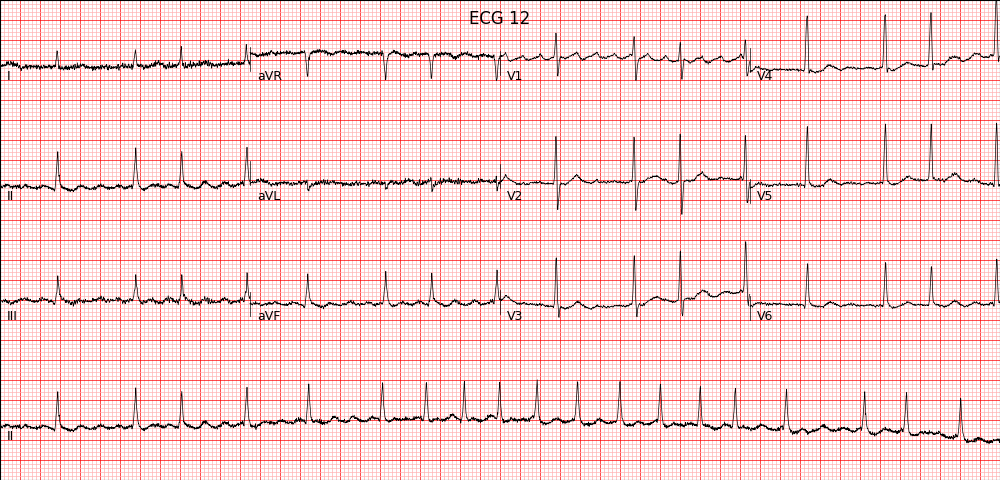 ECG 12
I aVR V1 V4
II aVL V2 V5
III aVF V3 V6
II